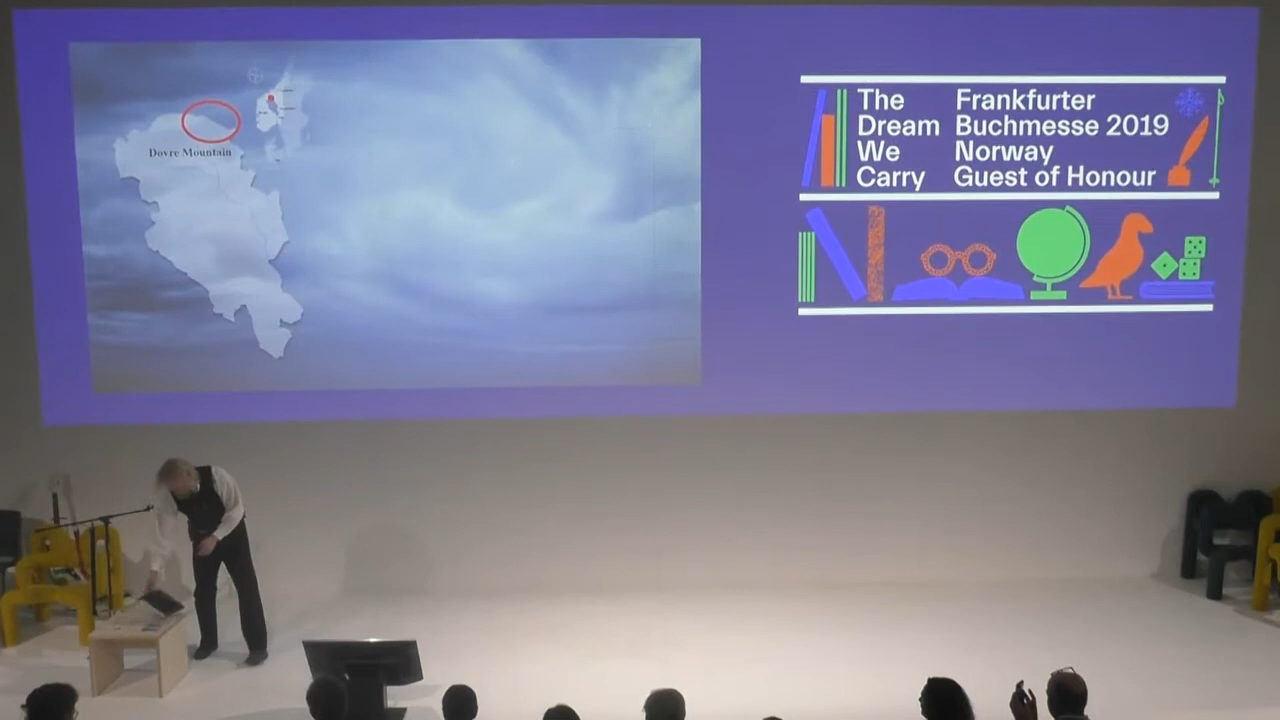 Dovre Mountain
The
Dream
We
Carry
Frankfurter
Buchmesse 2019
Norway
Guest of Honour